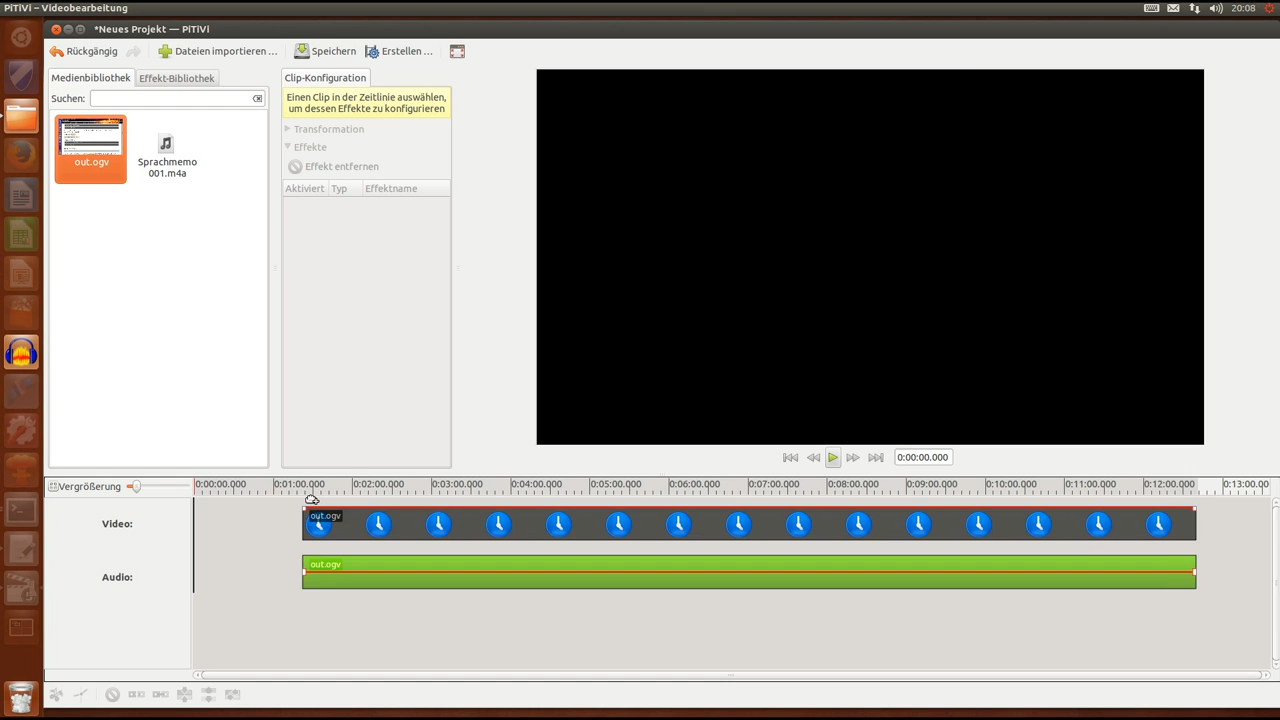 PiTiVi – Videobearbeitung
20:08
*Neues Projekt — PiTiVi
Rückgängig
Dateien importieren ...
Speichern
Erstellen ...
Medienbibliothek
Effekt-Bibliothek
Clip-Konfiguration
Suchen:
Einen Clip in der Zeitlinie auswählen,
um dessen Effekte zu konfigurieren
Transformation
Effekte
Effekt entfernen
Aktiviert Typ Effektname
out.ogv
Sprachmemo
001.m4a
0:00:00.000
Vergrößerung
0:00:00.000 0:01:00.000 0:02:00.000 0:03:00.000 0:04:00.000 0:05:00.000 0:06:00.000 0:07:00.000 0:08:00.000 0:09:00.000 0:10:00.000 0:11:00.000 0:12:00.000 0:13:00.00
Video:
out.ogv
Audio:
out.ogv